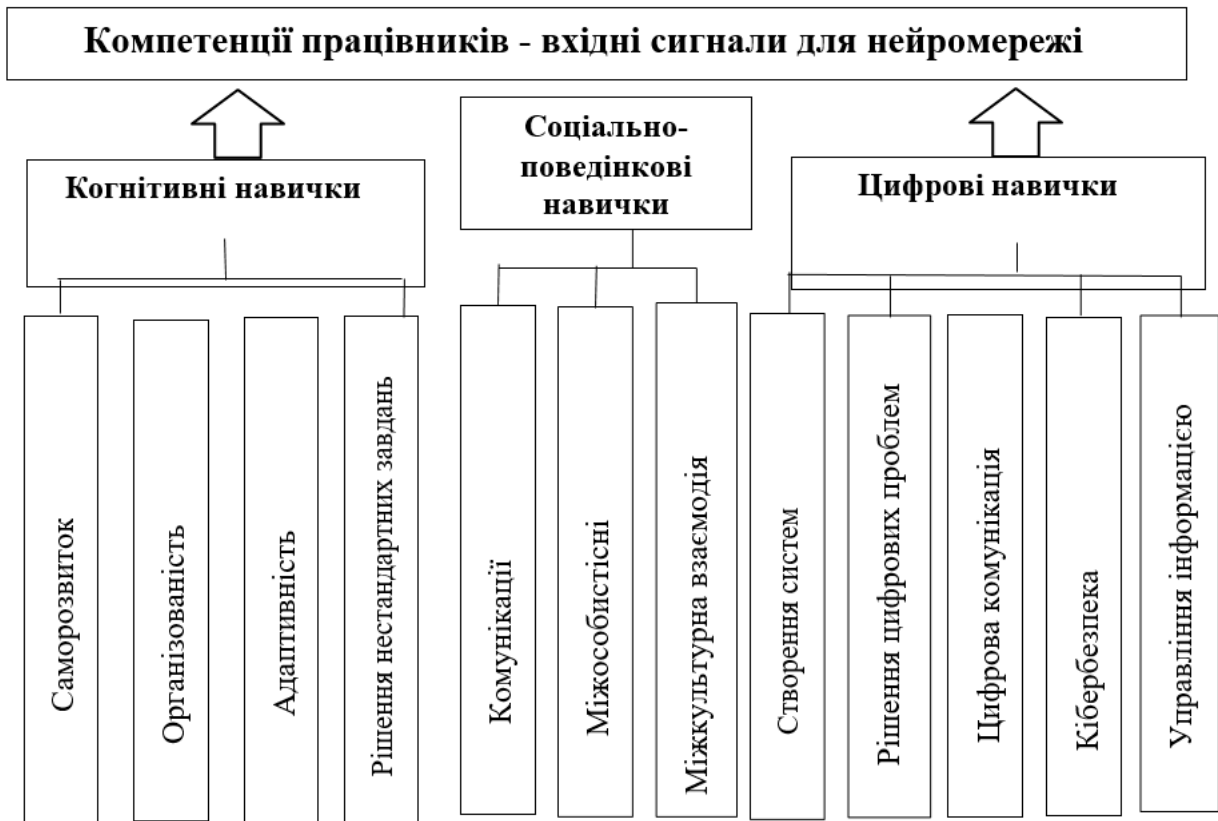 Компетенції працівників - вхідні сигнали для нейромережі
Когнітивні навички
Соціально-
поведінкові
навички
Цифрові навички
Саморозвиток
Організованість
Адаптивність
Рішення нестандартних завдань
Комунікації
Міжособистісні
Міжкультурна взаємодія
Створення систем
Рішення цифрових проблем
Цифрова комунікація
Кібербезпека
Управління інформацією